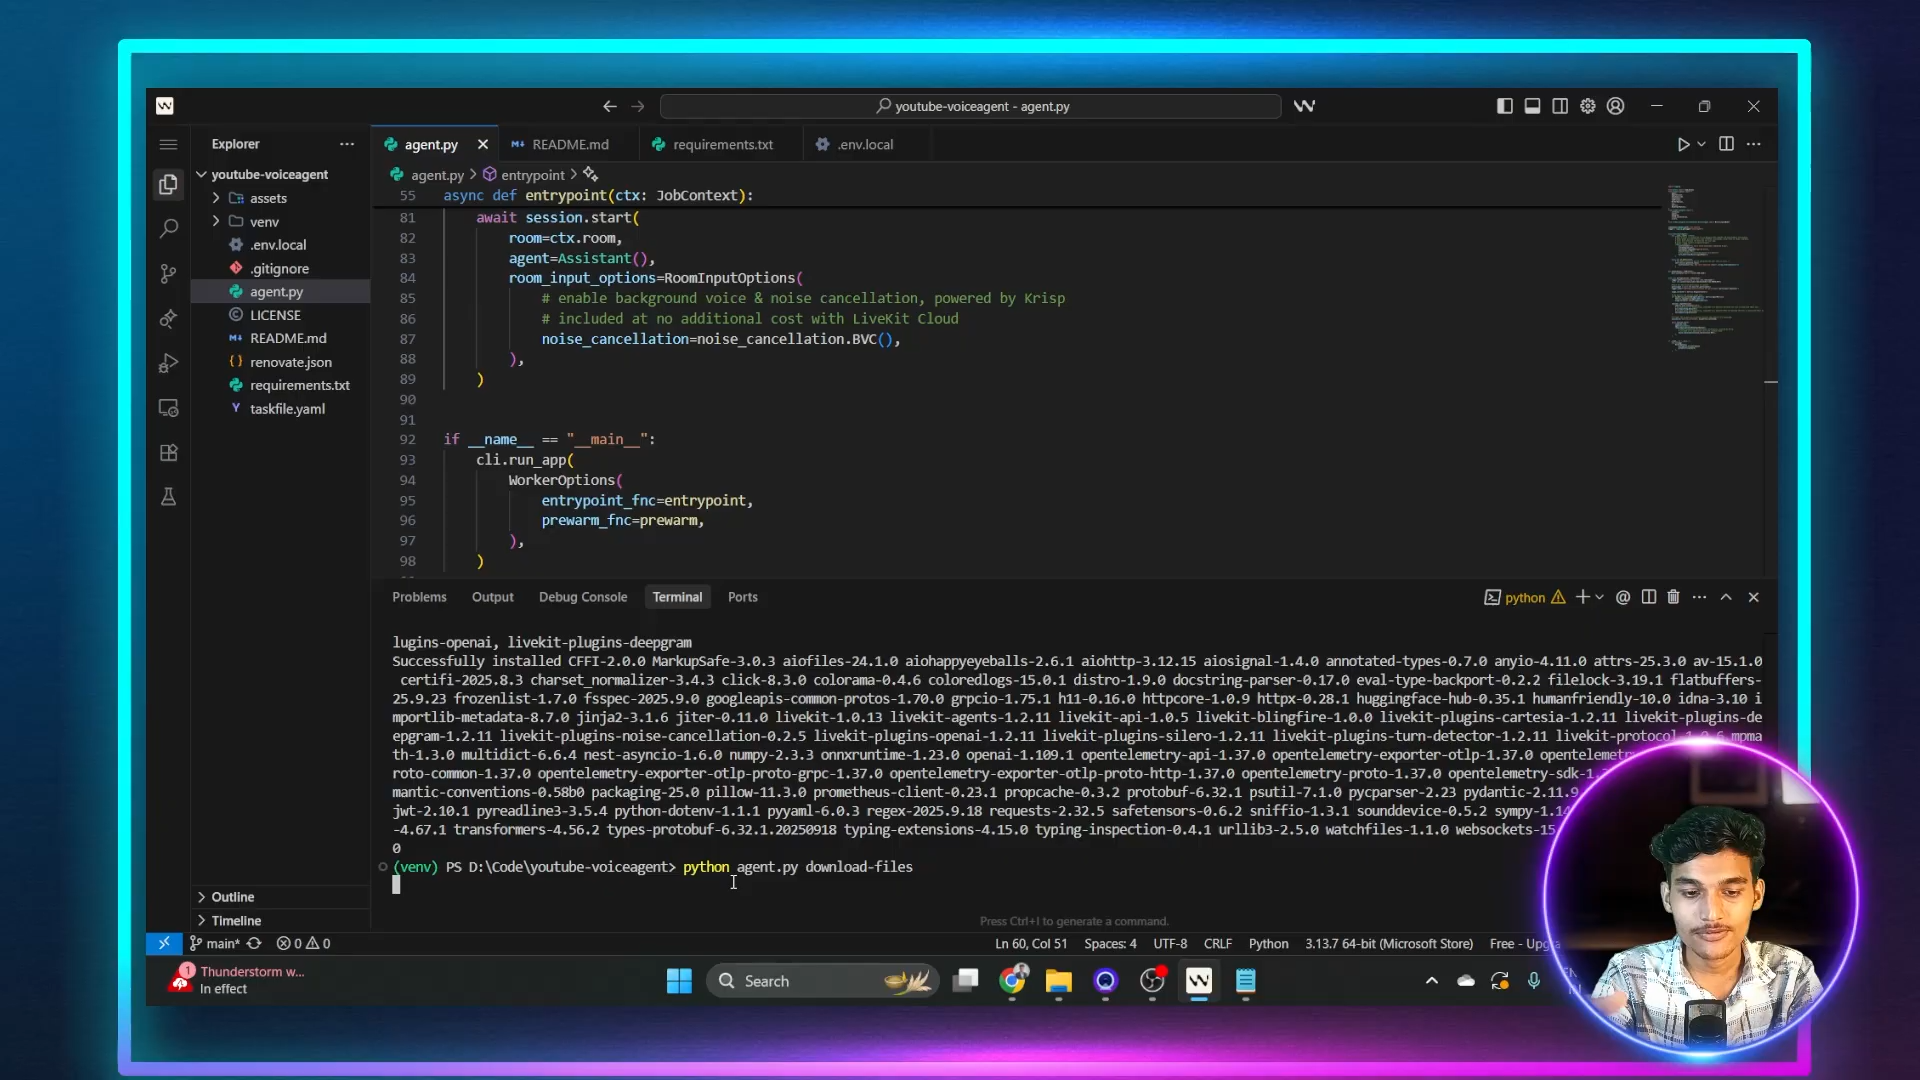 youtube-voiceagent - agent.py
Explorer
agent.py
README.md
requirements.txt
.env.local
youtube-voiceagent
assets
venv
.env.local
.gitignore
agent.py
LICENSE
README.md
renovate.json
requirements.txt
taskfile.yaml
Outline
Timeline
agent.py > entrypoint >
55 async def entrypoint(ctx: JobContext):
81 await session.start(
82 room=ctx.room,
83 agent=Assistant(),
84 room_input_options=RoomInputOptions(
85 # enable background voice & noise cancellation, powered by Krisp
86 # included at no additional cost with LiveKit Cloud
87 noise_cancellation=noise_cancellation.BVC(),
88 ),
89 )
90
91
92 if __name__ == "__main__":
93 cli.run_app(
94 WorkerOptions(
95 entrypoint_fnc=entrypoint,
96 prewarm_fnc=prewarm,
97 ),
98 )
Problems Output Debug Console Terminal Ports
python
lugins-openai, livekit-plugins-deepgram
Successfully installed CFFI-2.0.0 MarkupSafe-3.0.3 aiofiles-24.1.0 aiohappyeyeballs-2.6.1 aiohttp-3.12.15 aiosignal-1.4.0 annotated-types-0.7.0 anyio-4.11.0 attrs-25.3.0 av-15.1.0
certifi-2025.8.3 charset_normalizer-3.4.3 click-8.3.0 colorama-0.4.6 coloredlogs-15.0.1 distro-1.9.0 docstring-parser-0.17.0 eval-type-backport-0.2.2 filelock-3.19.1 flatbuffers-
25.9.23 frozenlist-1.7.0 fsspec-2025.9.0 googleapis-common-protos-1.70.0 grpcio-1.75.1 h11-0.16.0 httpcore-1.0.9 httpx-0.28.1 huggingface-hub-0.35.1 humanfriendly-10.0 idna-3.10 i
mportlib-metadata-8.7.0 jinja2-3.1.6 jiter-0.11.0 livekit-1.0.13 livekit-agents-1.2.11 livekit-api-1.0.5 livekit-blingfire-1.0.0 livekit-plugins-cartesia-1.2.11 livekit-plugins-de
epgram-1.2.11 livekit-plugins-noise-cancellation-0.2.5 livekit-plugins-openai-1.2.11 livekit-plugins-silero-1.2.11 livekit-plugins-turn-detector-1.2.11 livekit-protocol-1.0.6 mpma
th-1.3.0 multidict-6.6.4 nest-asyncio-1.6.0 numpy-2.3.3 onnxruntime-1.23.0 openai-1.109.1 opentelemetry-api-1.37.0 opentelemetry-exporter-otlp-1.37.0
roto-common-1.37.0 opentelemetry-exporter-otlp-proto-grpc-1.37.0 opentelemetry-exporter-otlp-proto-http-1.37.0 opentelemetry-proto-1.37.0 opentelemetry-sdk-1.
mantic-conventions-0.58b0 packaging-25.0 pillow-11.3.0 prometheus-client-0.23.1 propcache-0.3.2 protobuf-6.32.1 psutil-7.1.0 pycparser-2.23 pydantic-2.11.9
jwt-2.10.1 pyreadline3-3.5.4 python-dotenv-1.1.1 pyyaml-6.0.3 regex-2025.9.18 requests-2.32.5 safetensors-0.6.2 sniffio-1.3.1 sounddevice-0.5.2 sympy-1.14
-4.67.1 transformers-4.56.2 types-protobuf-6.32.1.20250918 typing-extensions-4.15.0 typing-inspection-0.4.1 urllib3-2.5.0 watchfiles-1.1.0 websockets-15
0
(venv) PS D:\Code\youtube-voiceagent> python agent.py download-files
Press Ctrl+I to generate a command.
main* 0 0
Ln 60, Col 51 Spaces: 4 UTF-8 CRLF Python 3.13.7 64-bit (Microsoft Store) Free -
1 Thunderstorm w...
In effect
Search